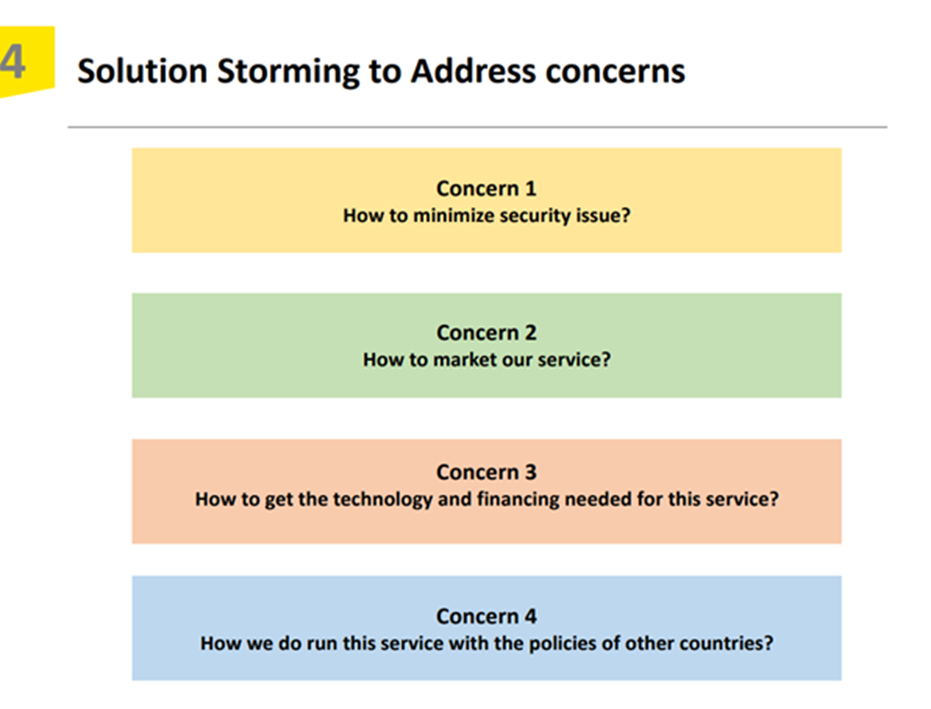 4
Solution Storming to Address concerns
Concern 1
How to minimize security issue?
Concern 2
How to market our service?
Concern 3
How to get the technology and financing needed for this service?
Concern 4
How we do run this service with the policies of other countries?